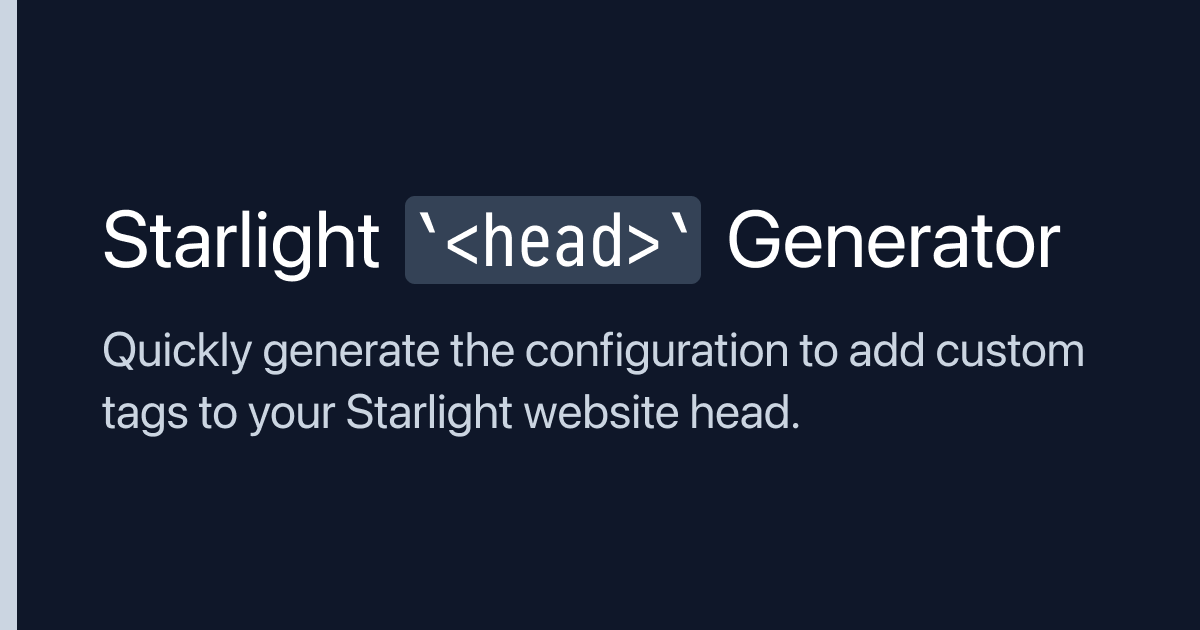 Starlight `<head>` Generator
Quickly generate the configuration to add custom
tags to your Starlight website head.